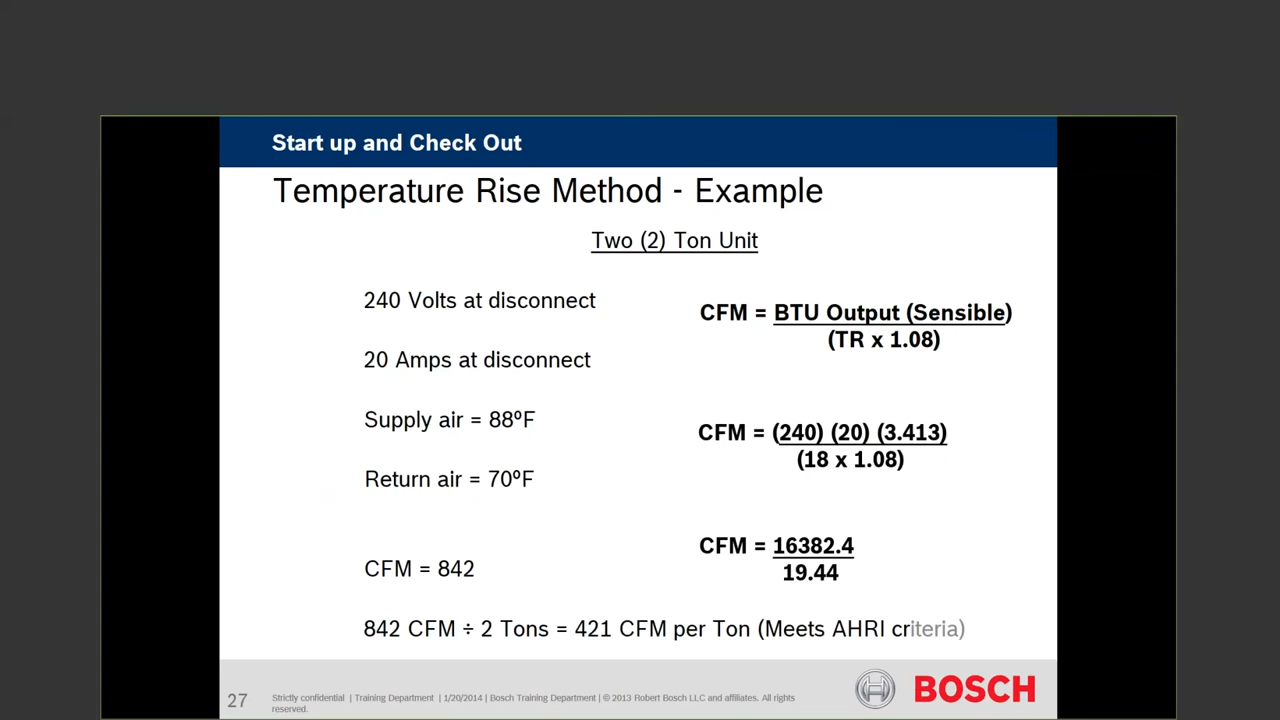 Start up and Check Out
Temperature Rise Method - Example
Two (2) Ton Unit
240 Volts at disconnect
20 Amps at disconnect
Supply air = 88ºF
Return air = 70ºF
CFM = 842
CFM = BTU Output (Sensible)
(TR x 1.08)
CFM = (240) (20) (3.413)
(18 x 1.08)
CFM = 16382.4
19.44
842 CFM ÷ 2 Tons = 421 CFM per Ton (Meets AHRI criteria)
27
Strictly confidential | Training Department | 1/20/2014 | Bosch Training Department | © 2013 Robert Bosch LLC and affiliates. All rights
reserved.
BOSCH